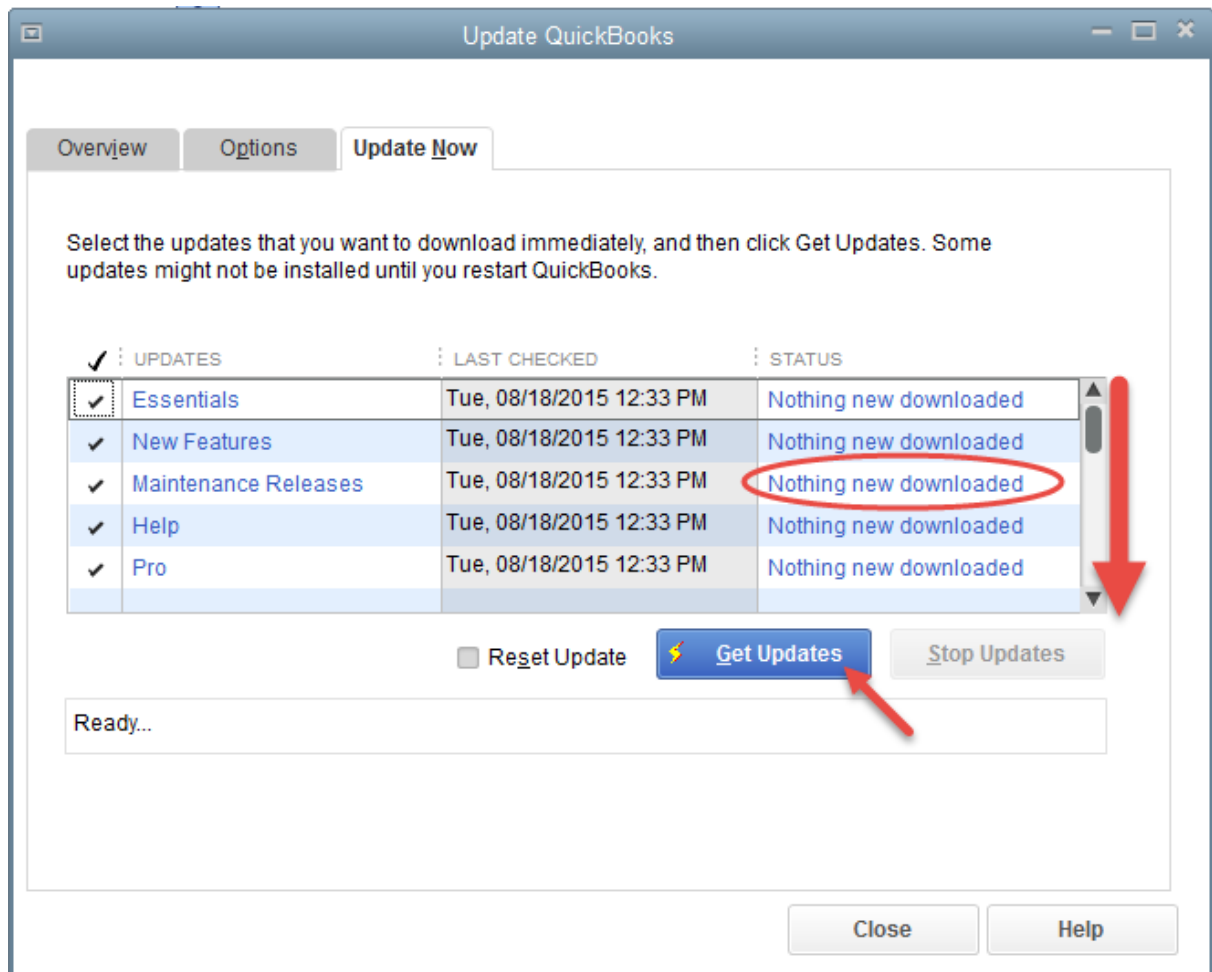 Update QuickBooks
Overview Options Update Now
Select the updates that you want to download immediately, and then click Get Updates. Some
updates might not be installed until you restart QuickBooks.
UPDATES LAST CHECKED STATUS
Essentials Tue, 08/18/2015 12:33 PM Nothing new downloaded
New Features Tue, 08/18/2015 12:33 PM Nothing new downloaded
Maintenance Releases Tue, 08/18/2015 12:33 PM Nothing new downloaded
Help Tue, 08/18/2015 12:33 PM Nothing new downloaded
Pro Tue, 08/18/2015 12:33 PM Nothing new downloaded
Reset Update Get Updates Stop Updates
Ready...
Close Help